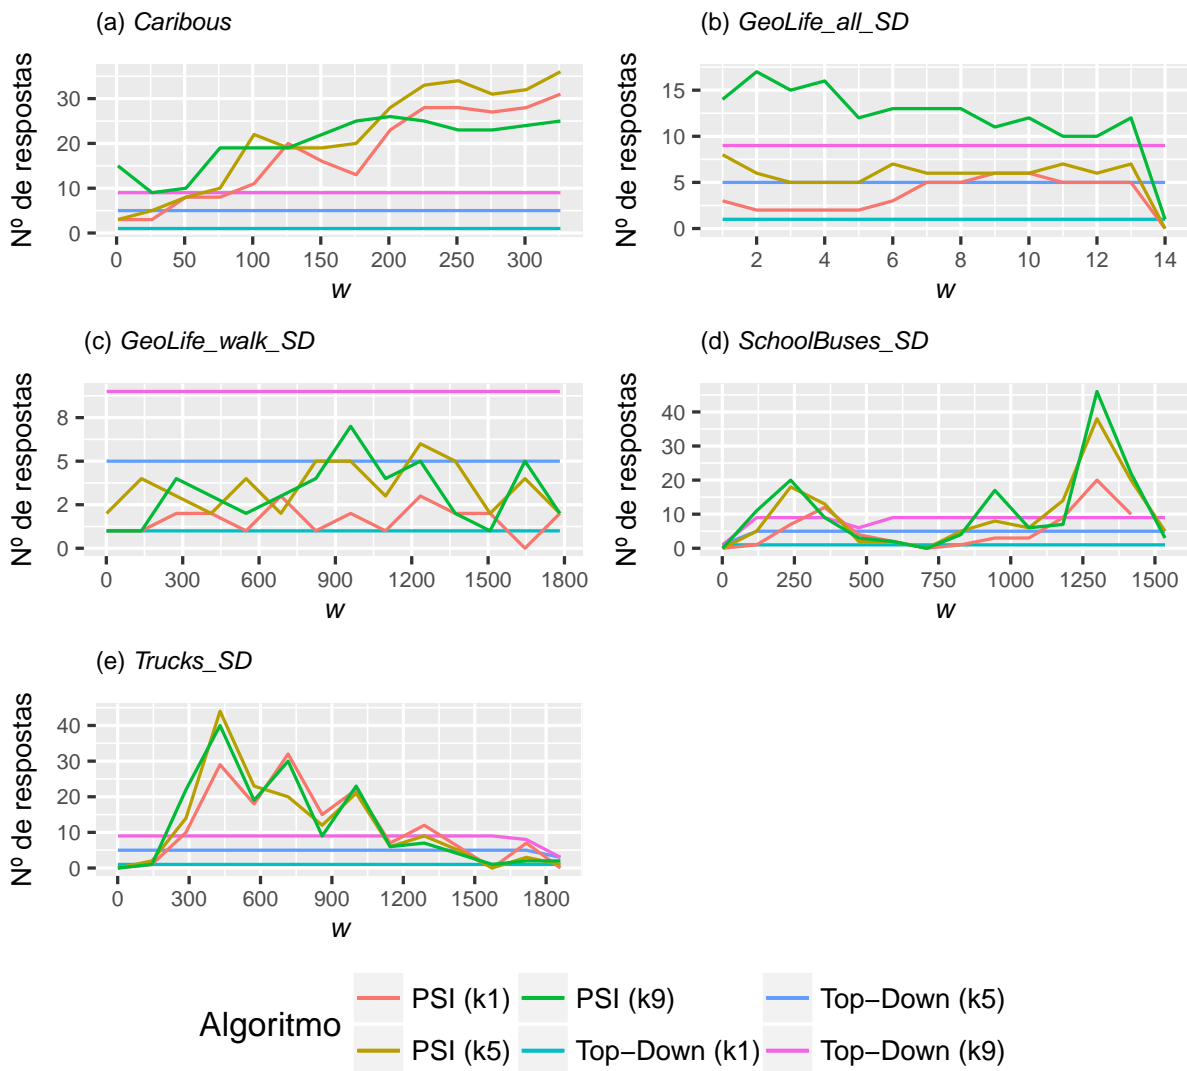 (a) Caribous
Nº de respostas
30
20
10
0
0 50 100 150 200 250 300
w
(b) GeoLife_all_SD
Nº de respostas
15
10
5
0
2 4 6 8 10 12 14
w
(c) GeoLife_walk_SD
Nº de respostas
8
5
2
0
0 300 600 900 1200 1500 1800
w
(d) SchoolBuses_SD
Nº de respostas
40
30
20
10
0
0 250 500 750 1000 1250 1500
w
(e) Trucks_SD
Nº de respostas
40
30
20
10
0
0 300 600 900 1200 1500 1800
w
Algoritmo
PSI (k1) PSI (k9) Top−Down (k5)
PSI (k5) Top−Down (k1) Top−Down (k9)